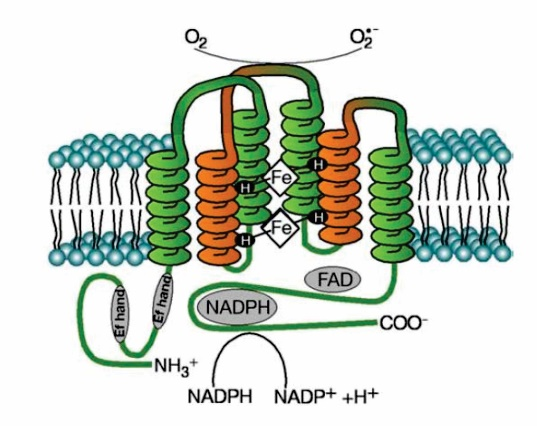 O₂ O₂•⁻
H Fe H
H Fe H
Ef hand Ef hand
FAD
NADPH
COO⁻
NH₃⁺
NADPH NADP⁺ +H⁺